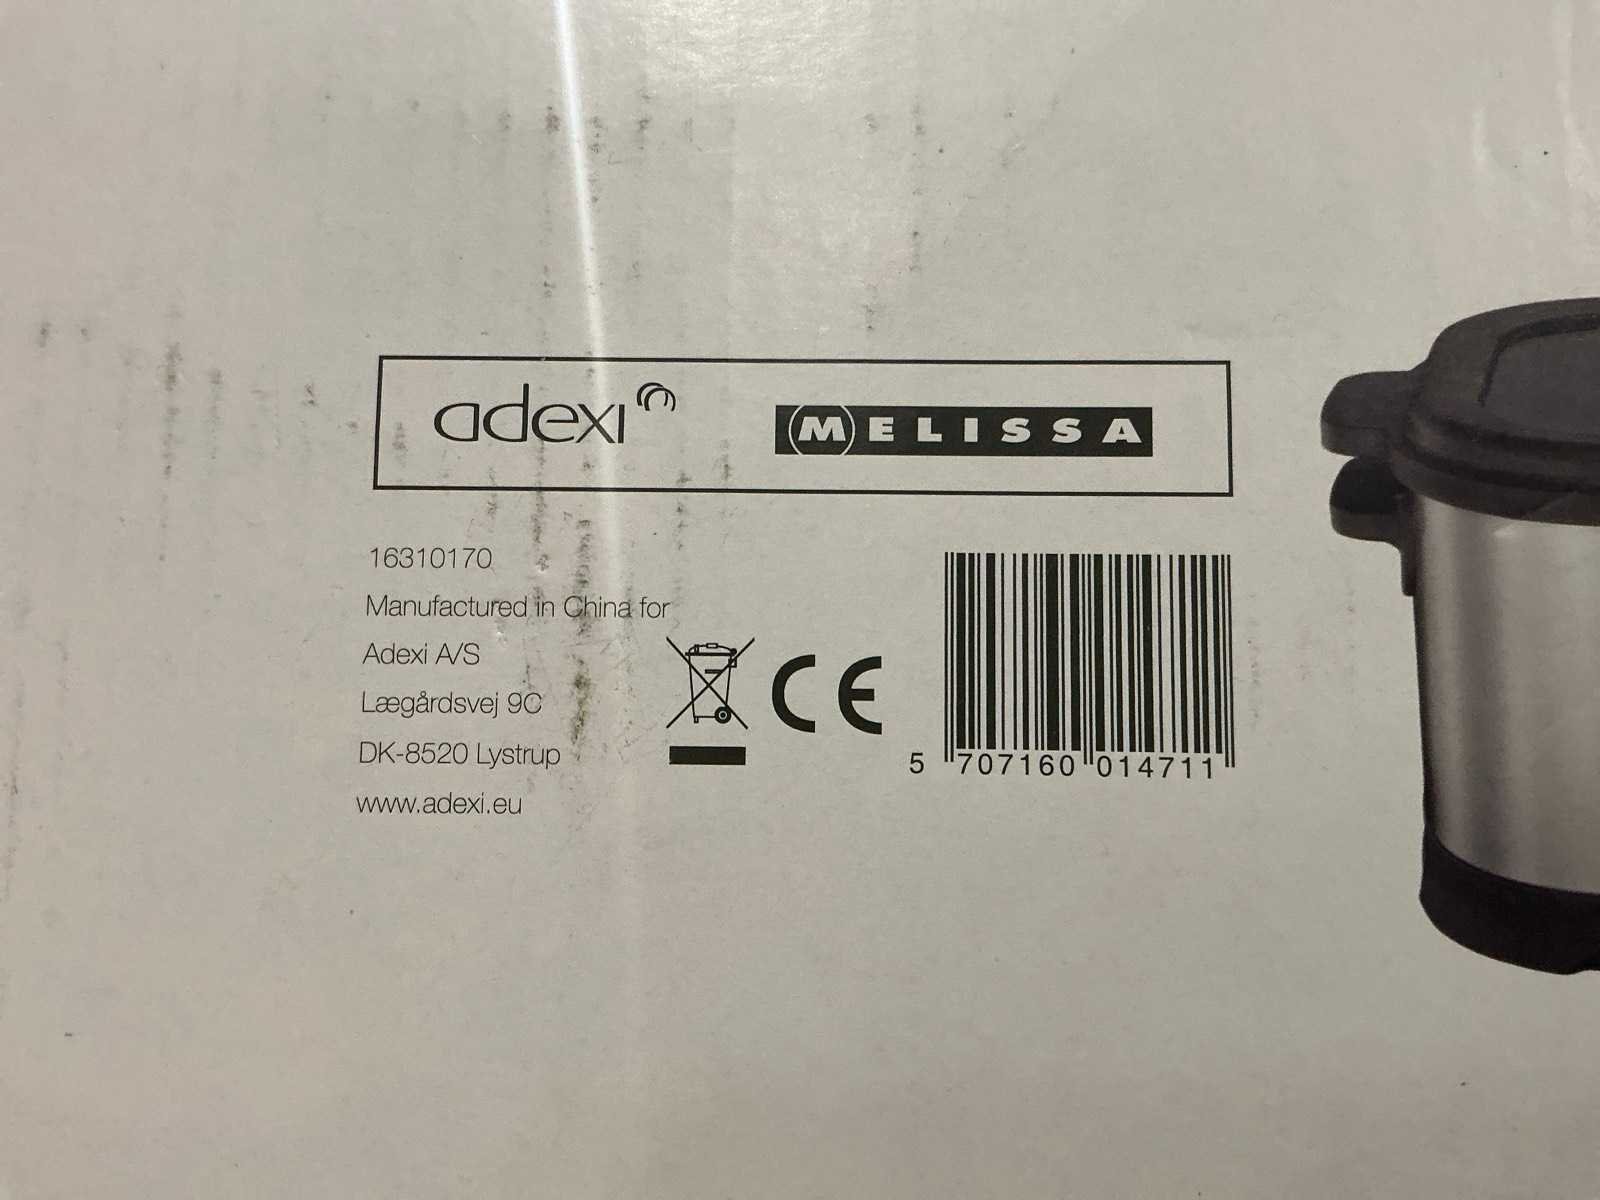 adexi MELISSA
16310170
Manufactured in China for
Adexi A/S
Lægårdsvej 9C
DK-8520 Lystrup
www.adexi.eu
CE
5 707160 014711